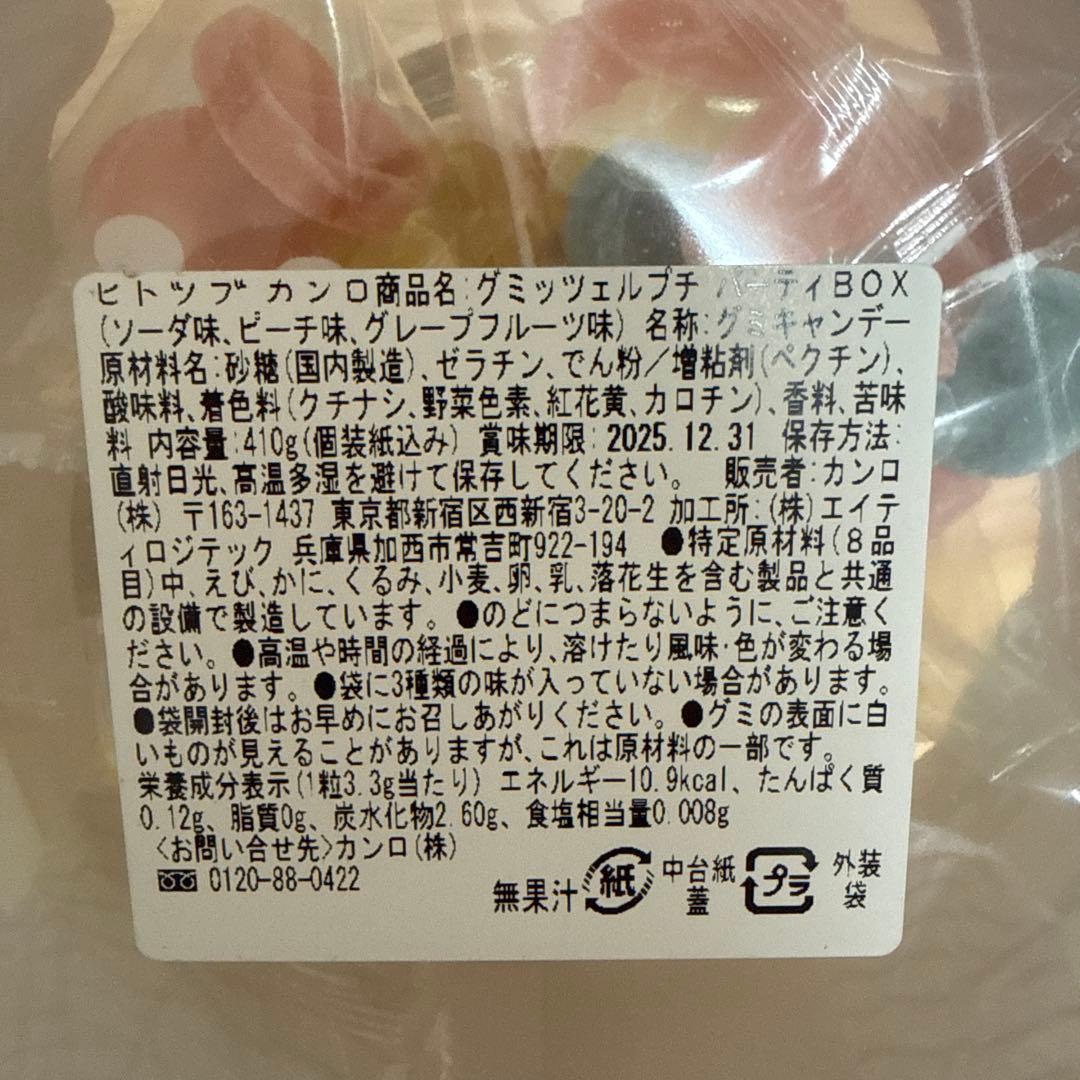 ヒトツブ カンロ商品名:グミッツェルプチ パーティBOX
(ソーダ味、ピーチ味、グレープフルーツ味) 名称:グミキャンデー
原材料名:砂糖(国内製造)、ゼラチン、でん粉/増粘剤(ペクチン)、
酸味料、着色料(クチナシ、野菜色素、紅花黄、カロチン)、香料、苦味
料 内容量:410g(個装紙込み) 賞味期限:2025.12.31 保存方法:
直射日光、高温多湿を避けて保存してください。 販売者:カンロ
(株) 〒163-1437 東京都新宿区西新宿3-20-2 加工所:(株)エイテ
ィロジテック 兵庫県加西市常吉町922-194 ●特定原材料(8品
目)中、えび、かに、くるみ、小麦、卵、乳、落花生を含む製品と共通
の設備で製造しています。●のどにつまらないように、ご注意く
ださい。●高温や時間の経過により、溶けたり風味・色が変わる場
合があります。●袋に3種類の味が入っていない場合があります。
●袋開封後はお早めにお召しあがりください。●グミの表面に白
いものが見えることがありますが、これは原材料の一部です。
栄養成分表示(1粒3.3g当たり) エネルギー10.9kcal、たんぱく質
0.12g、脂質0g、炭水化物2.60g、食塩相当量0.008g
〈お問い合せ先〉カンロ(株)
0120-88-0422
無果汁 紙 中台紙 蓋 プラ 外装 袋